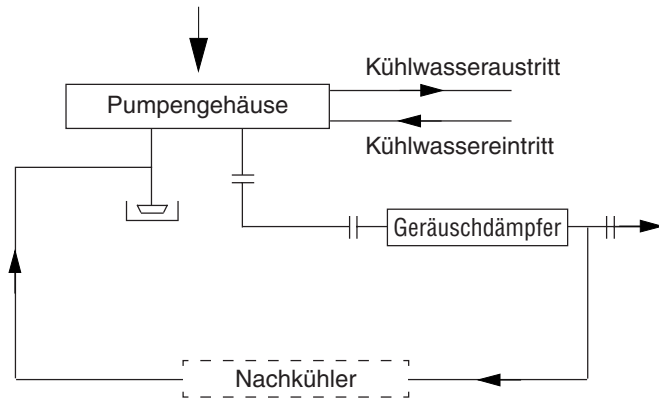 Kühlwasseraustritt
Pumpengehäuse
Kühlwassereintritt
Geräuschdämpfer
Nachkühler